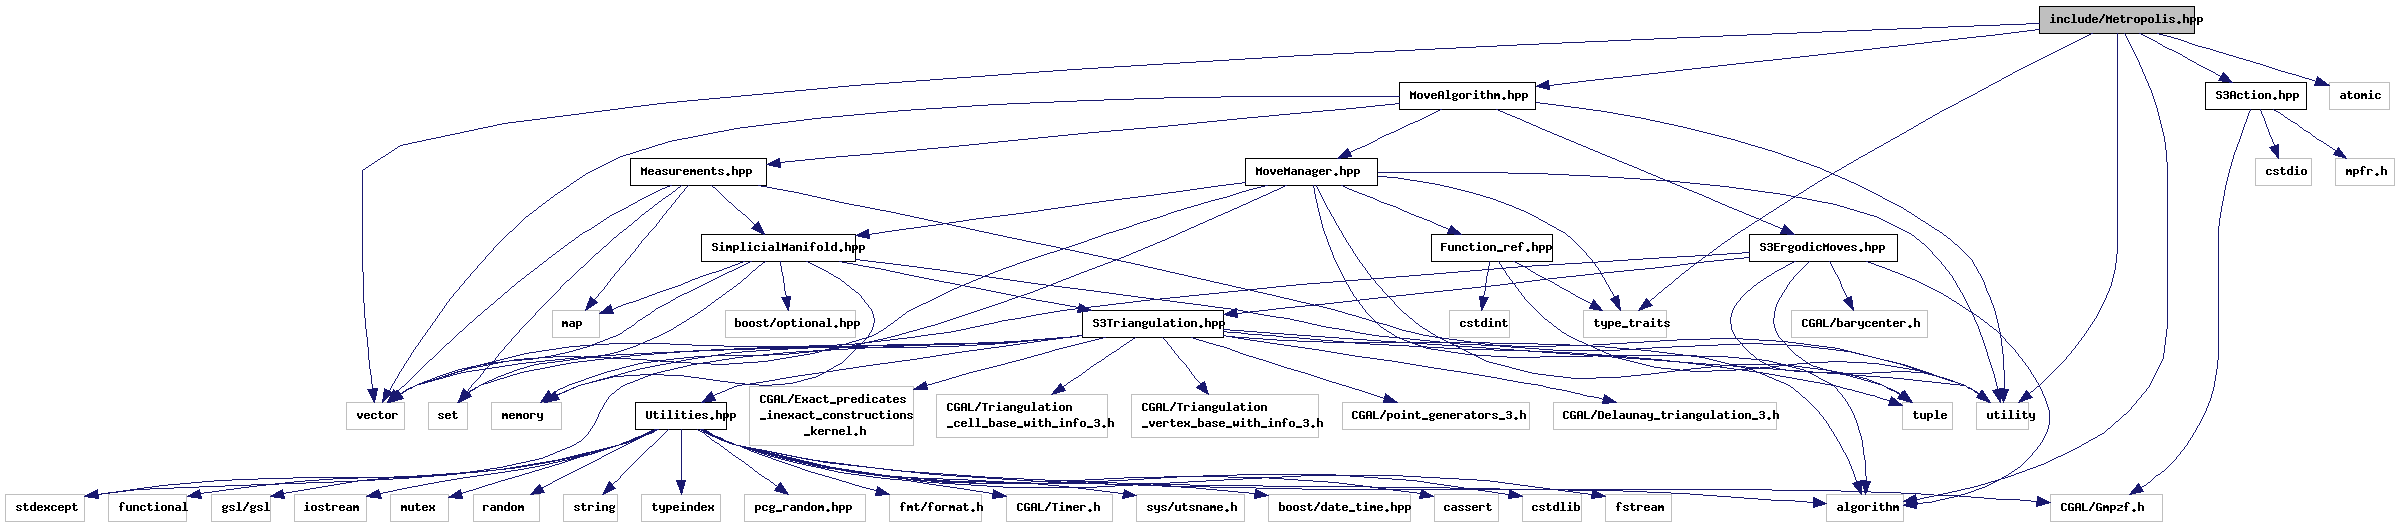 include/Metropolis.hpp
MoveAlgorithm.hpp
S3Action.hpp
atomic
Measurements.hpp
MoveManager.hpp
cstdio
mpfr.h
SimplicialManifold.hpp
Function_ref.hpp
S3ErgodicMoves.hpp
map
boost/optional.hpp
S3Triangulation.hpp
cstdint
type_traits
CGAL/barycenter.h
vector
set
memory
Utilities.hpp
CGAL/Exact_predicates
_inexact_constructions
_kernel.h
CGAL/Triangulation
_cell_base_with_info_3.h
CGAL/Triangulation
_vertex_base_with_info_3.h
CGAL/point_generators_3.h
CGAL/Delaunay_triangulation_3.h
tuple
utility
stdexcept
functional
gsl/gsl
iostream
mutex
random
string
typeindex
pcg_random.hpp
fmt/format.h
CGAL/Timer.h
sys/utsname.h
boost/date_time.hpp
cassert
cstdlib
fstream
algorithm
CGAL/Gmpzf.h